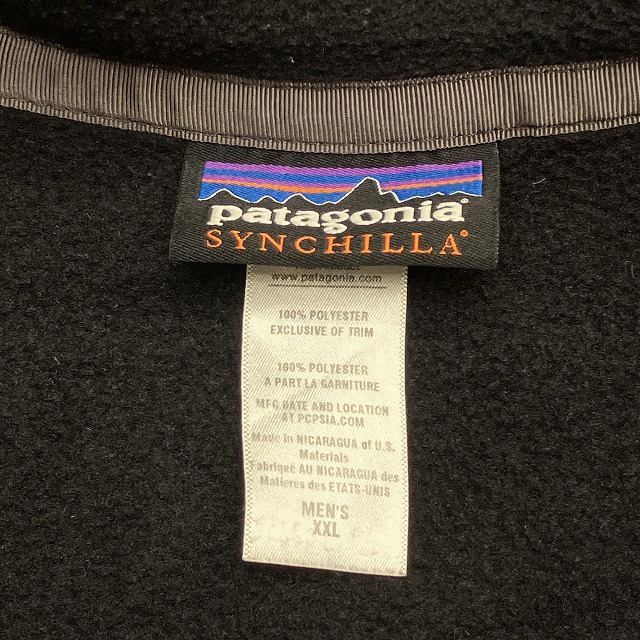 patagonia®
SYNCHILLA®
www.patagonia.com
100% POLYESTER
EXCLUSIVE OF TRIM
100% POLYESTER
A PART LA GARNITURE
MFG DATE AND LOCATION
AT PCPSIA.COM
Made in NICARAGUA of U.S.
Materials
Fabriqué AU NICARAGUA des
Matieres des ETATS-UNIS
MEN'S
XXL